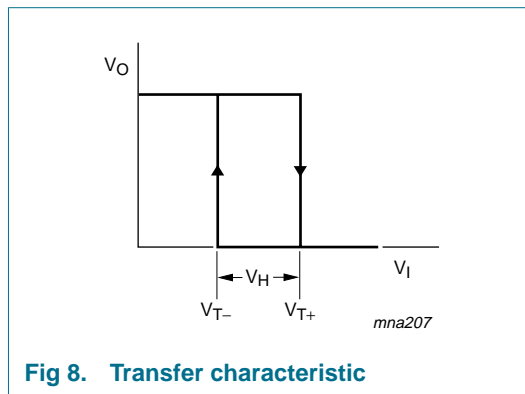 VO
VH
VI
VT−
VT+
mna207
Fig 8. Transfer characteristic